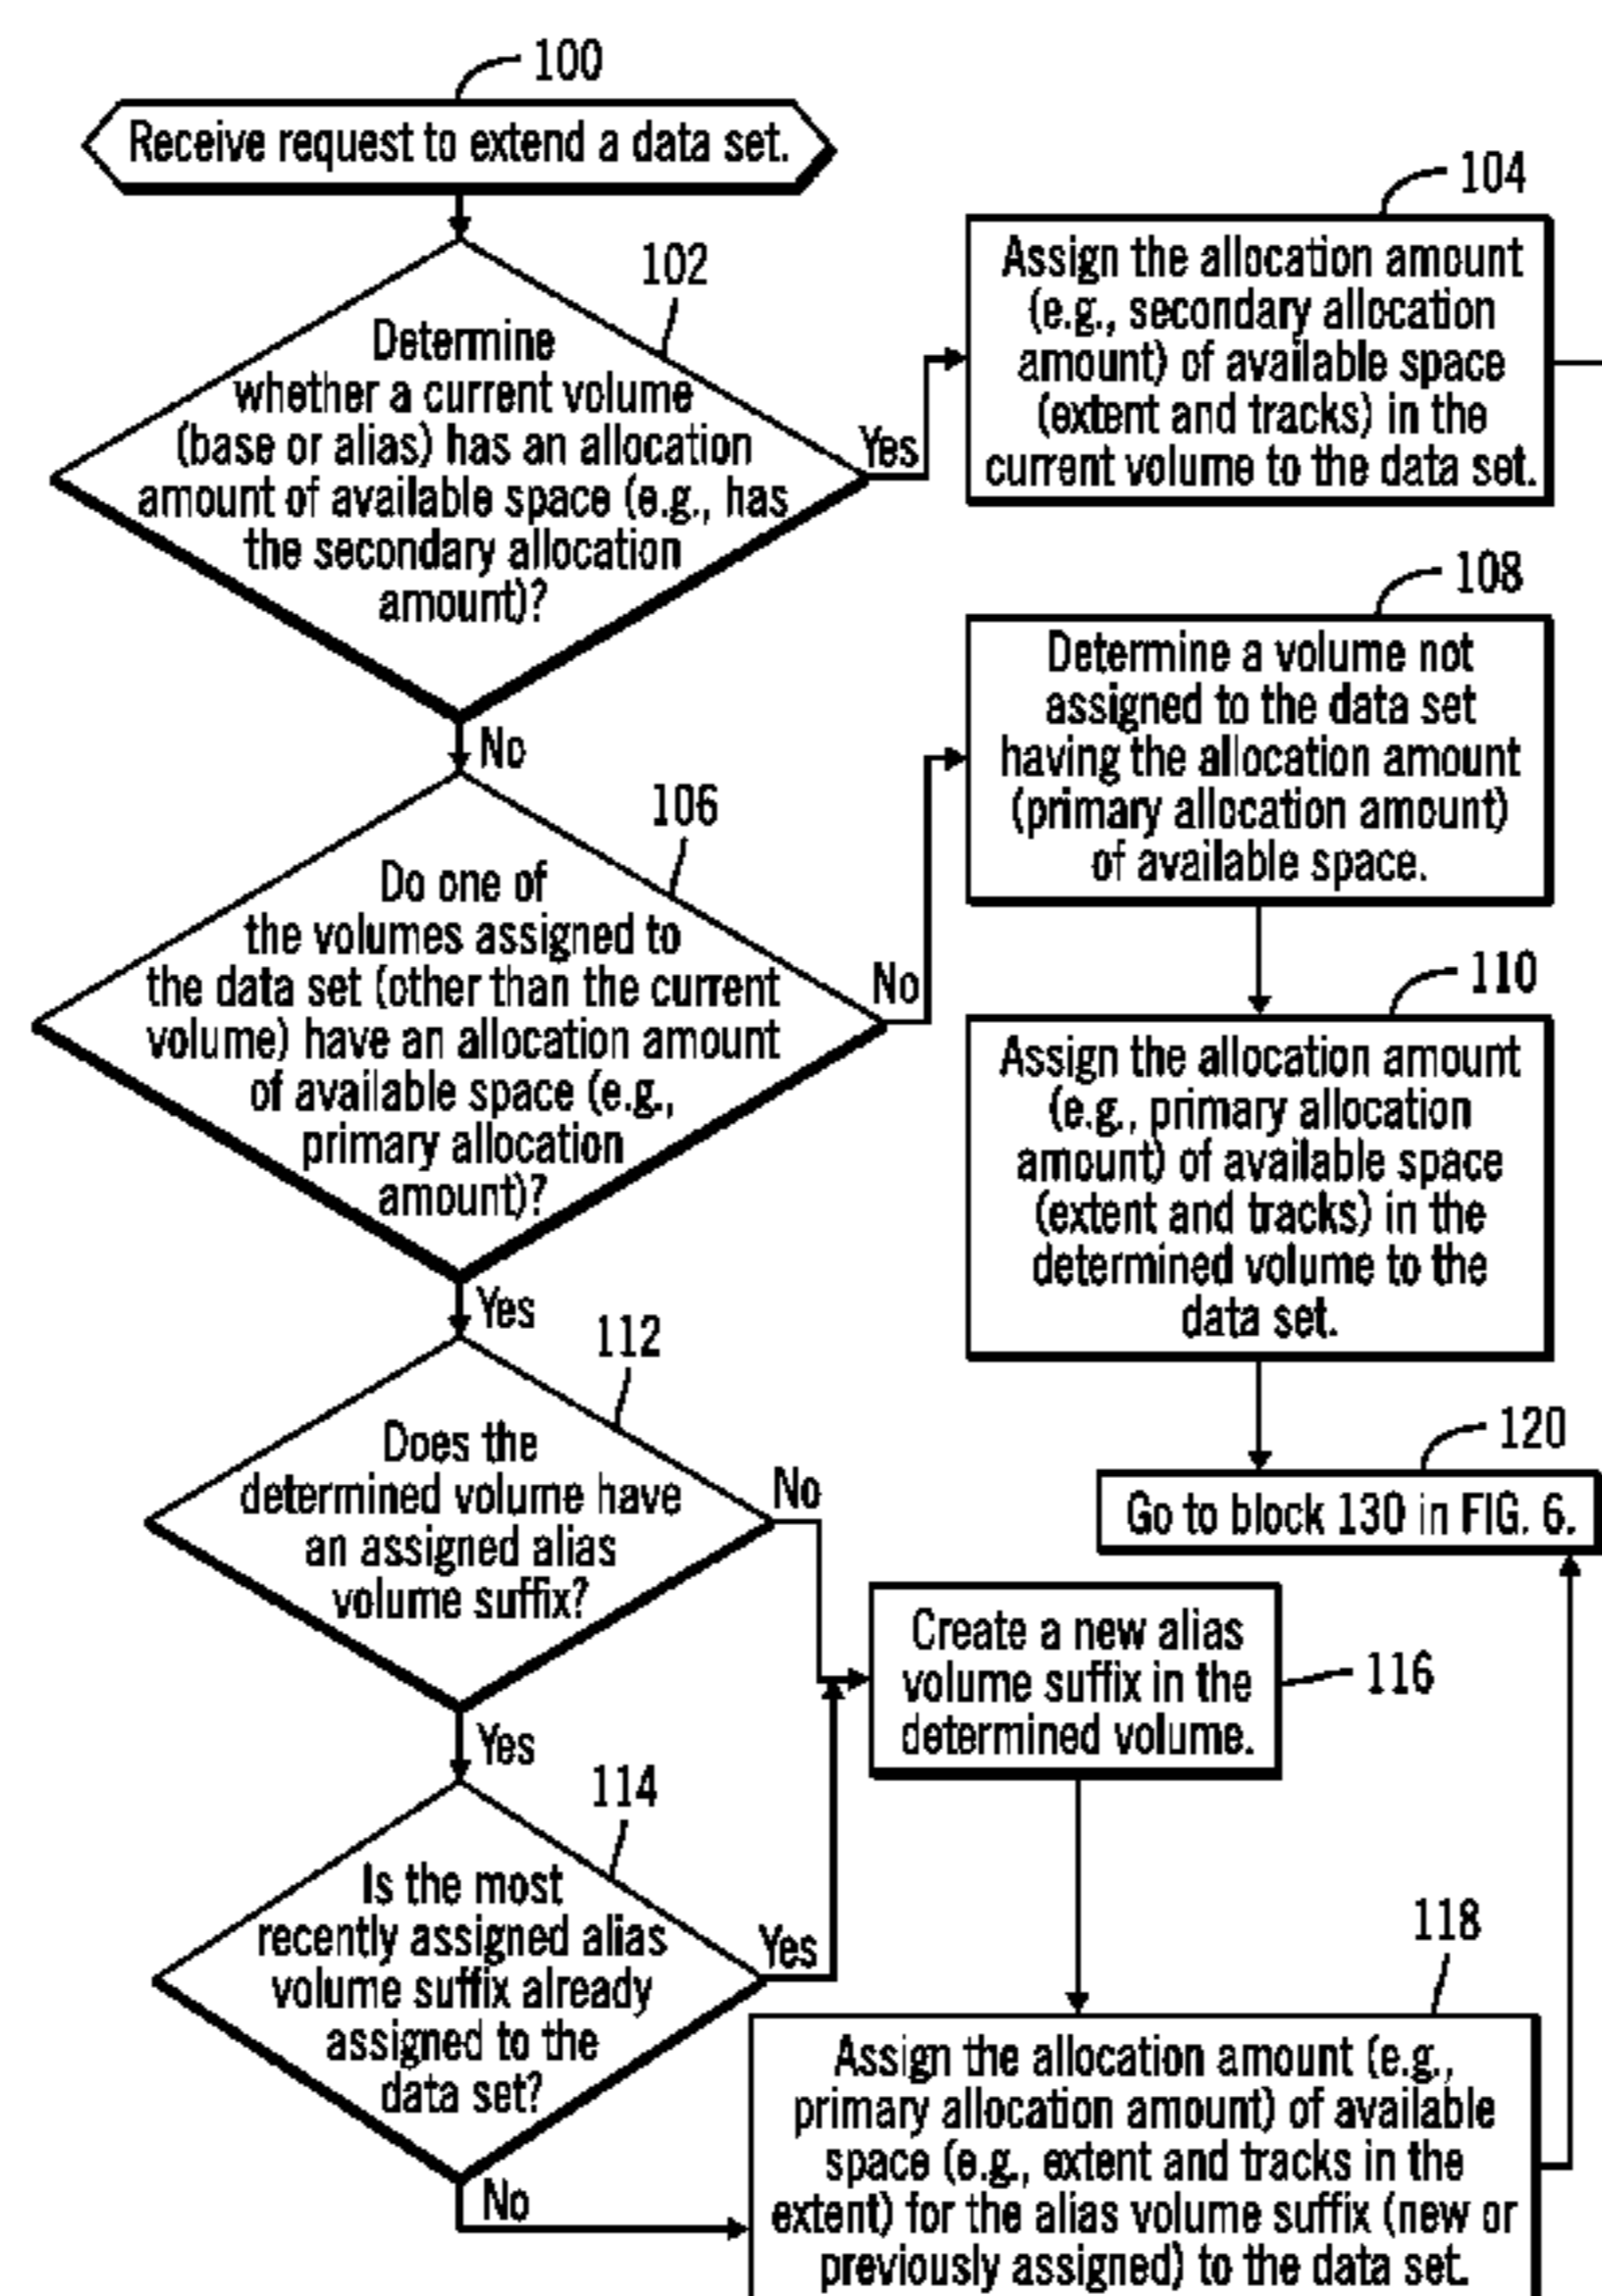 100
Receive request to extend a data set.
102
Determine
whether a current volume
(base or alias) has an allocation
amount of available space (e.g., has
the secondary allocation
amount)?
Yes
No
104
Assign the allocation amount
(e.g., secondary allocation
amount) of available space
(extent and tracks) in the
current volume to the data set.
106
Do one of
the volumes assigned to
the data set (other than the current
volume) have an allocation amount
of available space (e.g.,
primary allocation
amount)?
No
Yes
108
Determine a volume not
assigned to the data set
having the allocation amount
(primary allocation amount)
of available space.
110
Assign the allocation amount
(e.g., primary allocation
amount) of available space
(extent and tracks) in the
determined volume to the
data set.
112
Does the
determined volume have
an assigned alias
volume suffix?
No
Yes
120
Go to block 130 in FIG. 6.
116
Create a new alias
volume suffix in the
determined volume.
114
Is the most
recently assigned alias
volume suffix already
assigned to the
data set?
Yes
No
118
Assign the allocation amount (e.g.,
primary allocation amount) of available
space (e.g., extent and tracks in the
extent) for the alias volume suffix (new or
previously assigned) to the data set.